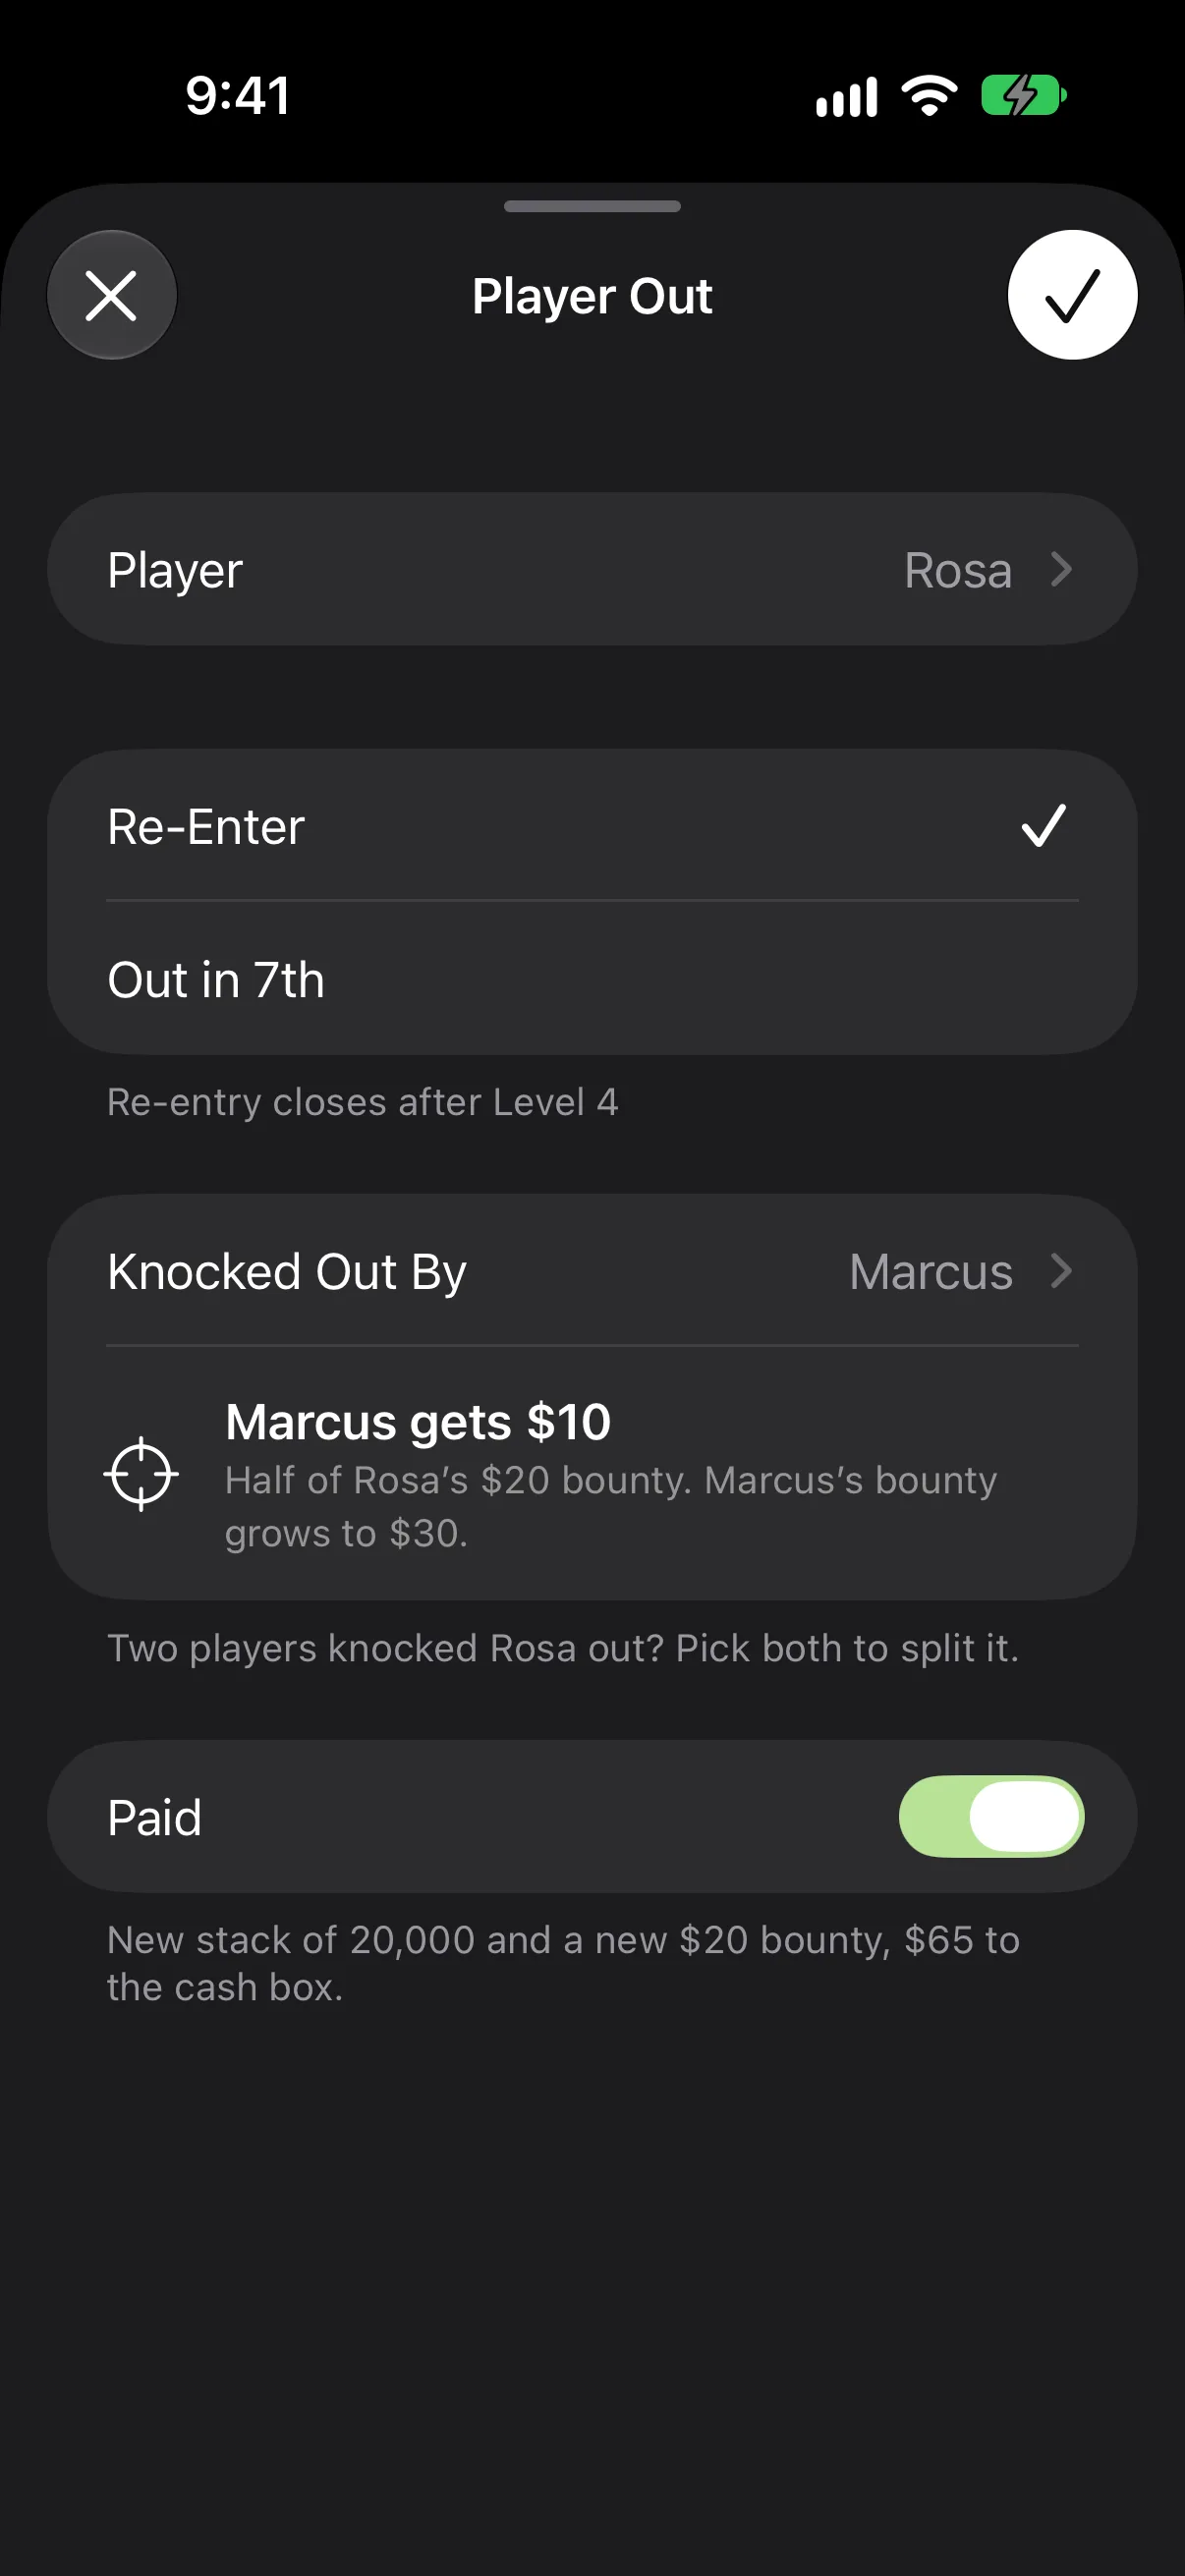 9:41
Player Out
Player Rosa
Re-Enter
Out in 7th
Re-entry closes after Level 4
Knocked Out By Marcus
Marcus gets $10
Half of Rosa’s $20 bounty. Marcus’s bounty
grows to $30.
Two players knocked Rosa out? Pick both to split it.
Paid
New stack of 20,000 and a new $20 bounty, $65 to
the cash box.